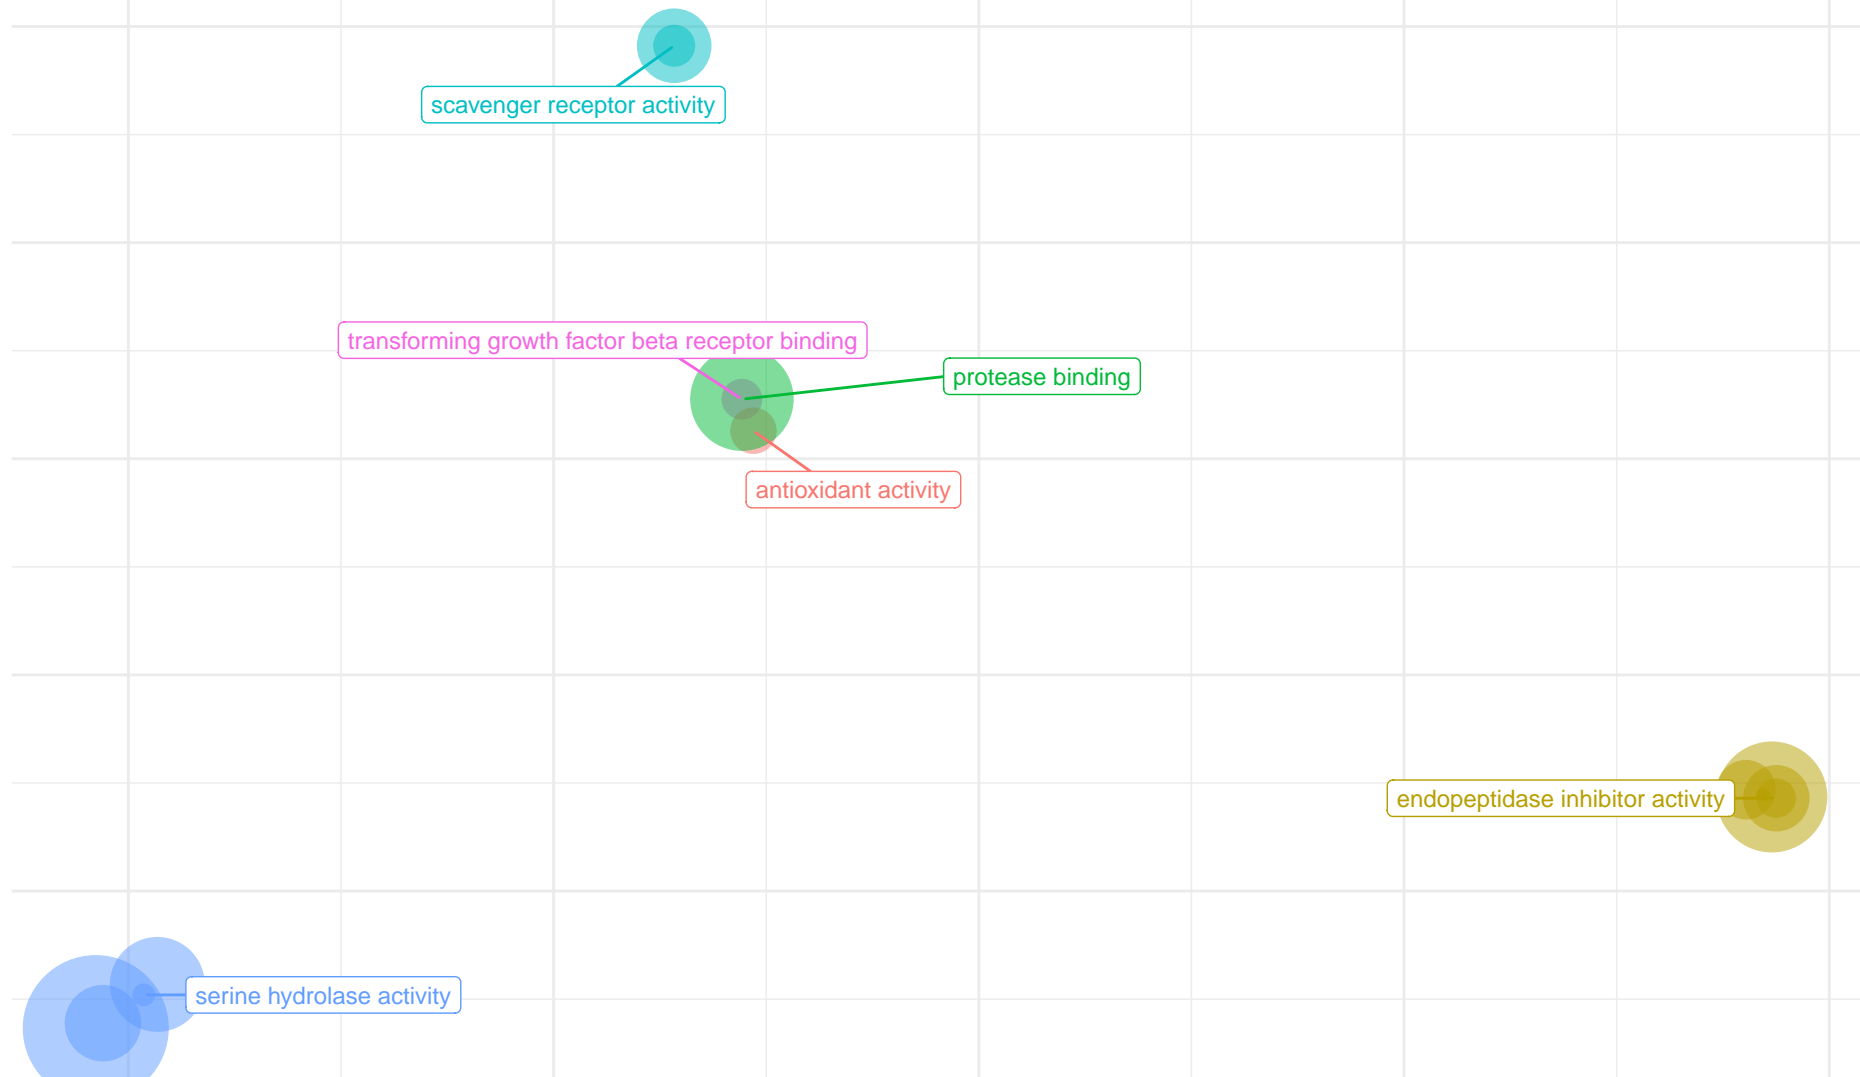 scavenger receptor activity
transforming growth factor beta receptor binding
protease binding
antioxidant activity
endopeptidase inhibitor activity
serine hydrolase activity